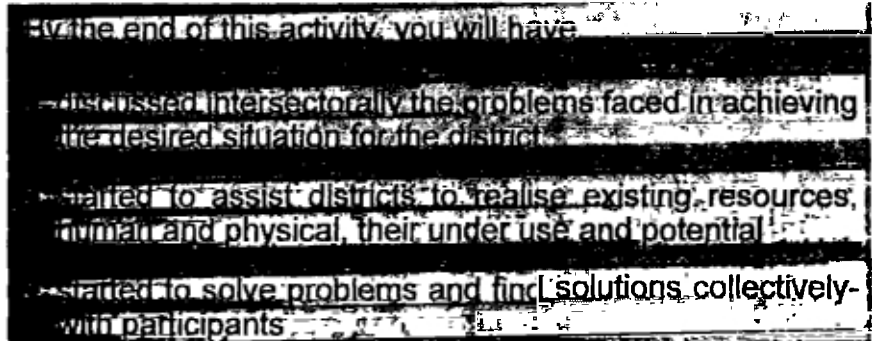 By the end of this activity, you will have
- discussed intersectorally the problems faced in achieving
the desired situation for the district
- started to assist districts to realise existing resources,
human and physical, their under use and potential
- started to solve problems and find solutions collectively
with participants